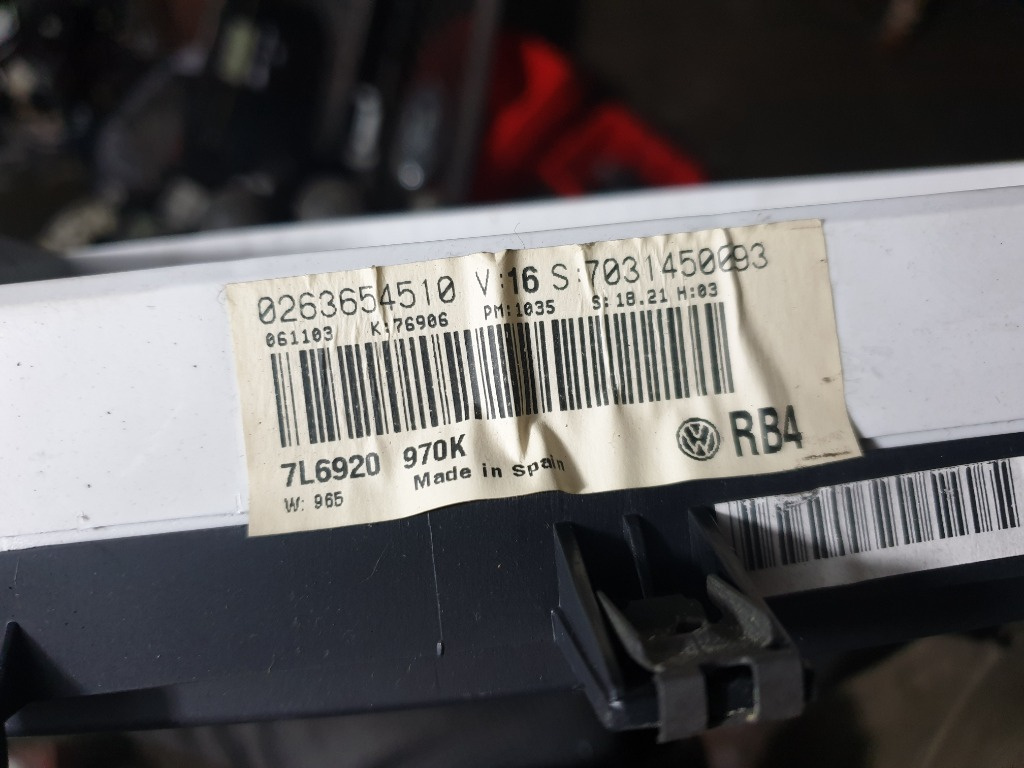 0263654510 V:16 S:7031450093
061103 K:76906 PM:1035 S:18.21 H:03
7L6920 970K RB4
Made in Spain
W: 965